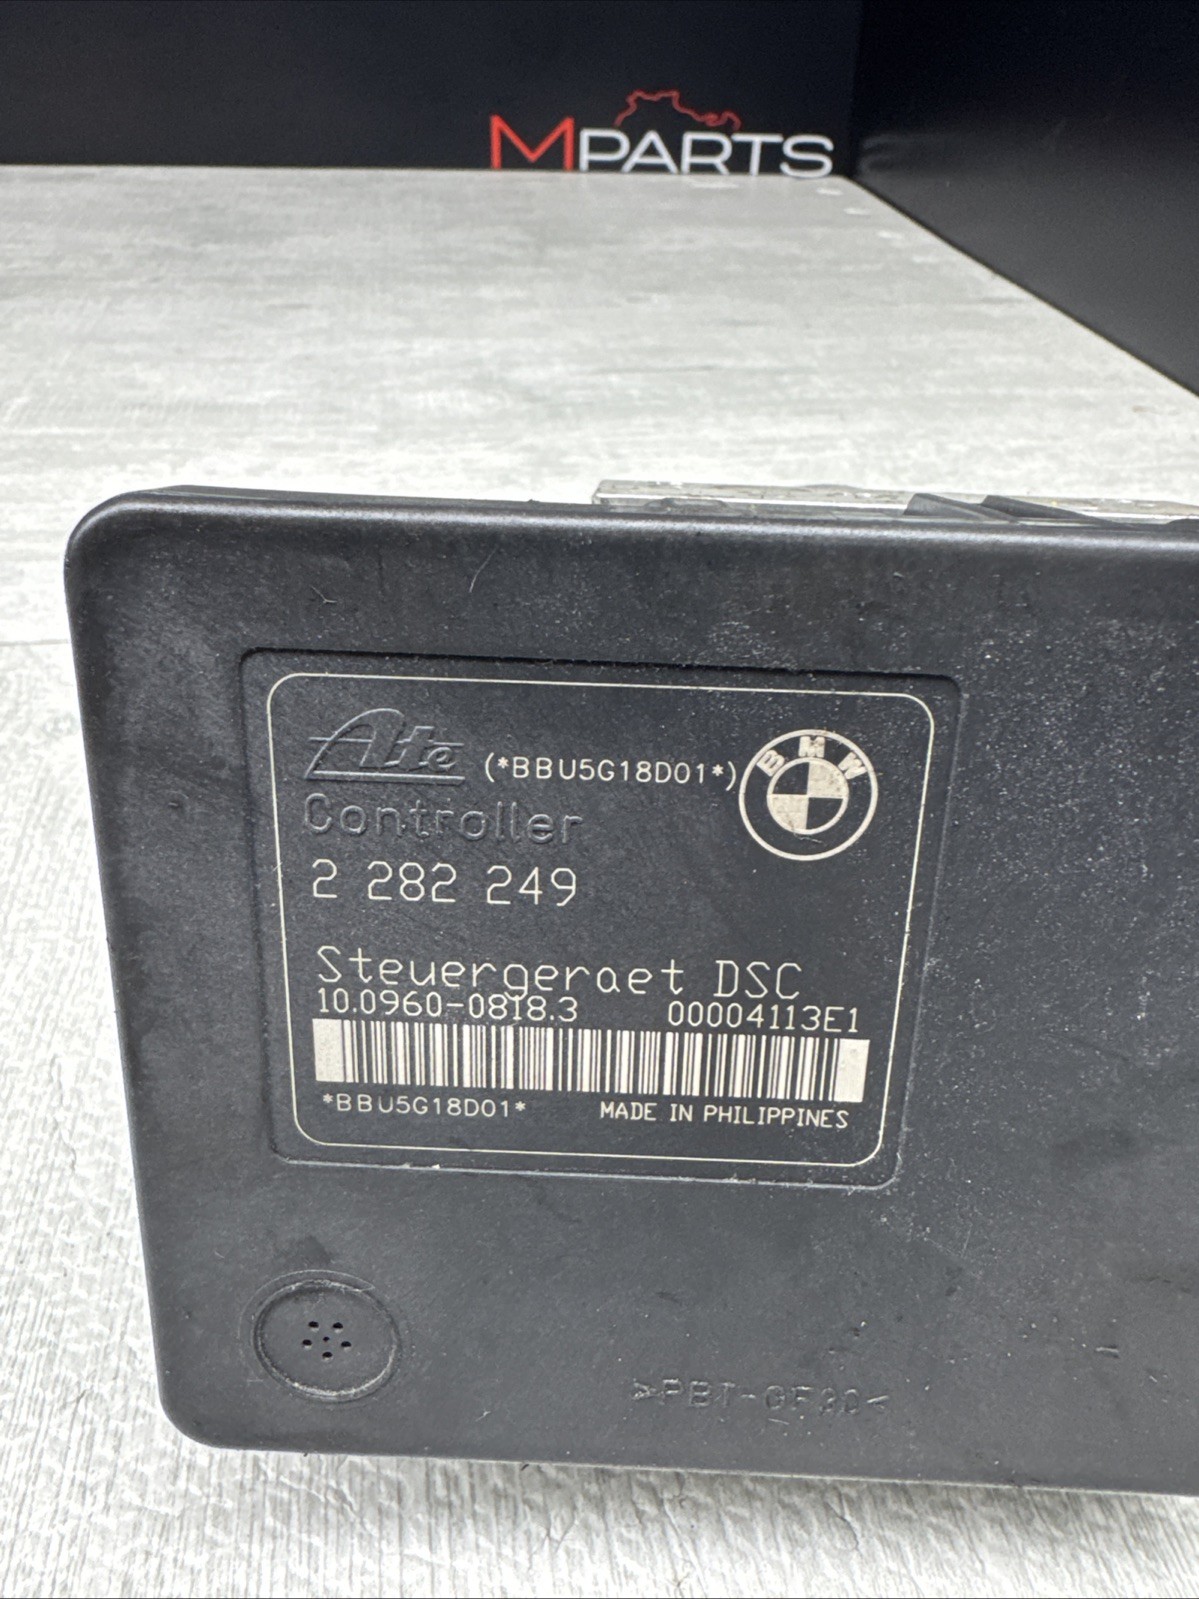 MPARTS
Ate (*BBU5G18D01*)
BMW
Controller
2 282 249
Steuergeraet DSC
10.0960-0818.3 00004113E1
*BBU5G18D01* MADE IN PHILIPPINES
>PBT-GF30<